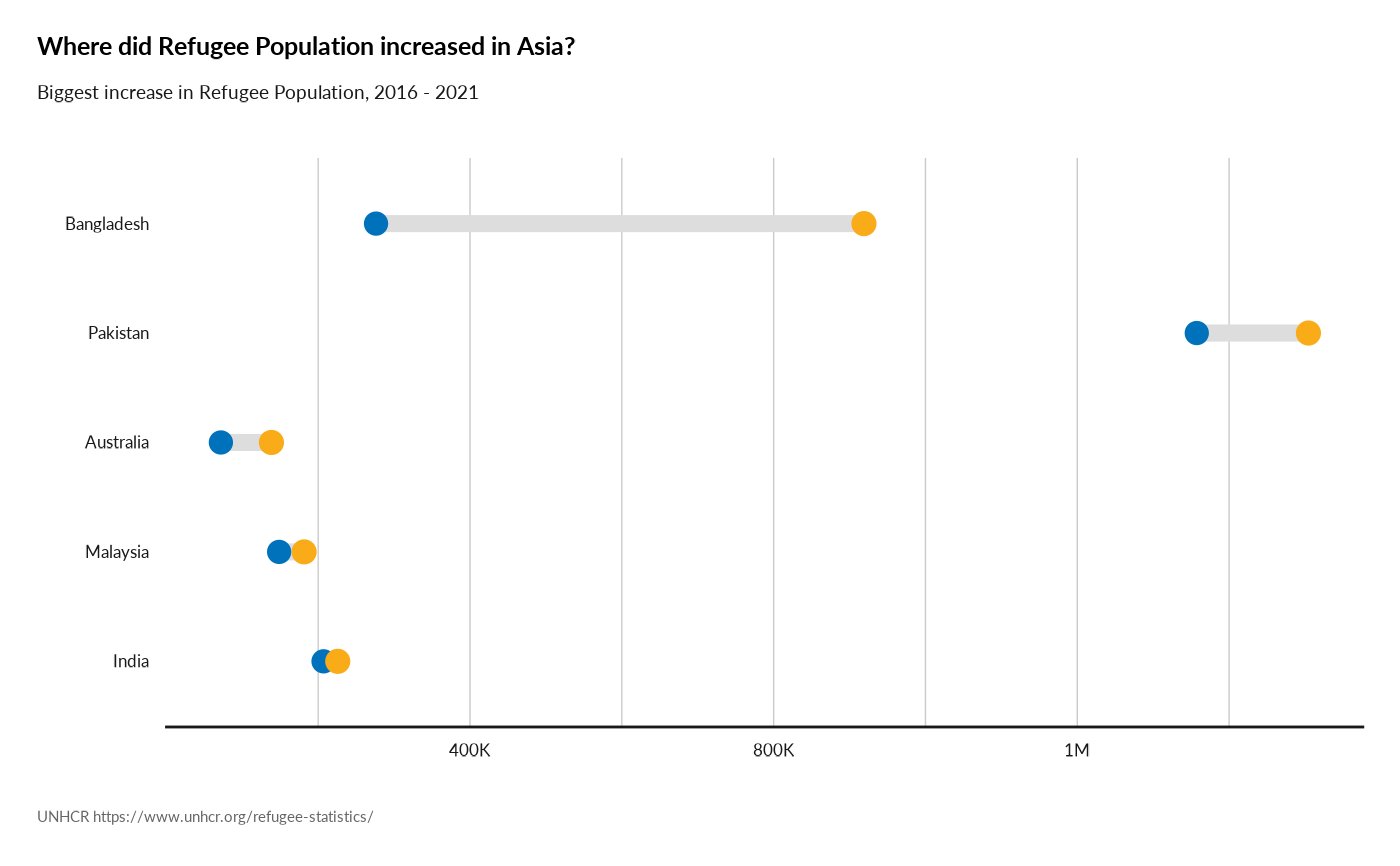 Where did Refugee Population increased in Asia?
Biggest increase in Refugee Population, 2016 - 2021
Bangladesh
Pakistan
Australia
Malaysia
India
400K 800K 1M
UNHCR https://www.unhcr.org/refugee-statistics/